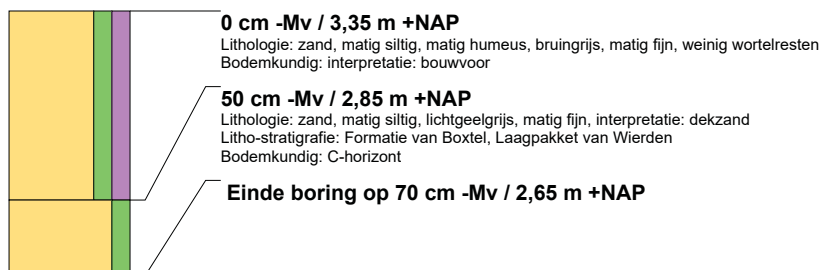 0 cm -Mv / 3,35 m +NAP
Lithologie: zand, matig siltig, matig humeus, bruingrijs, matig fijn, weinig wortelresten
Bodemkundig: interpretatie: bouwvoor
50 cm -Mv / 2,85 m +NAP
Lithologie: zand, matig siltig, lichtgeelgrijs, matig fijn, interpretatie: dekzand
Litho-stratigrafie: Formatie van Boxtel, Laagpakket van Wierden
Bodemkundig: C-horizont
Einde boring op 70 cm -Mv / 2,65 m +NAP